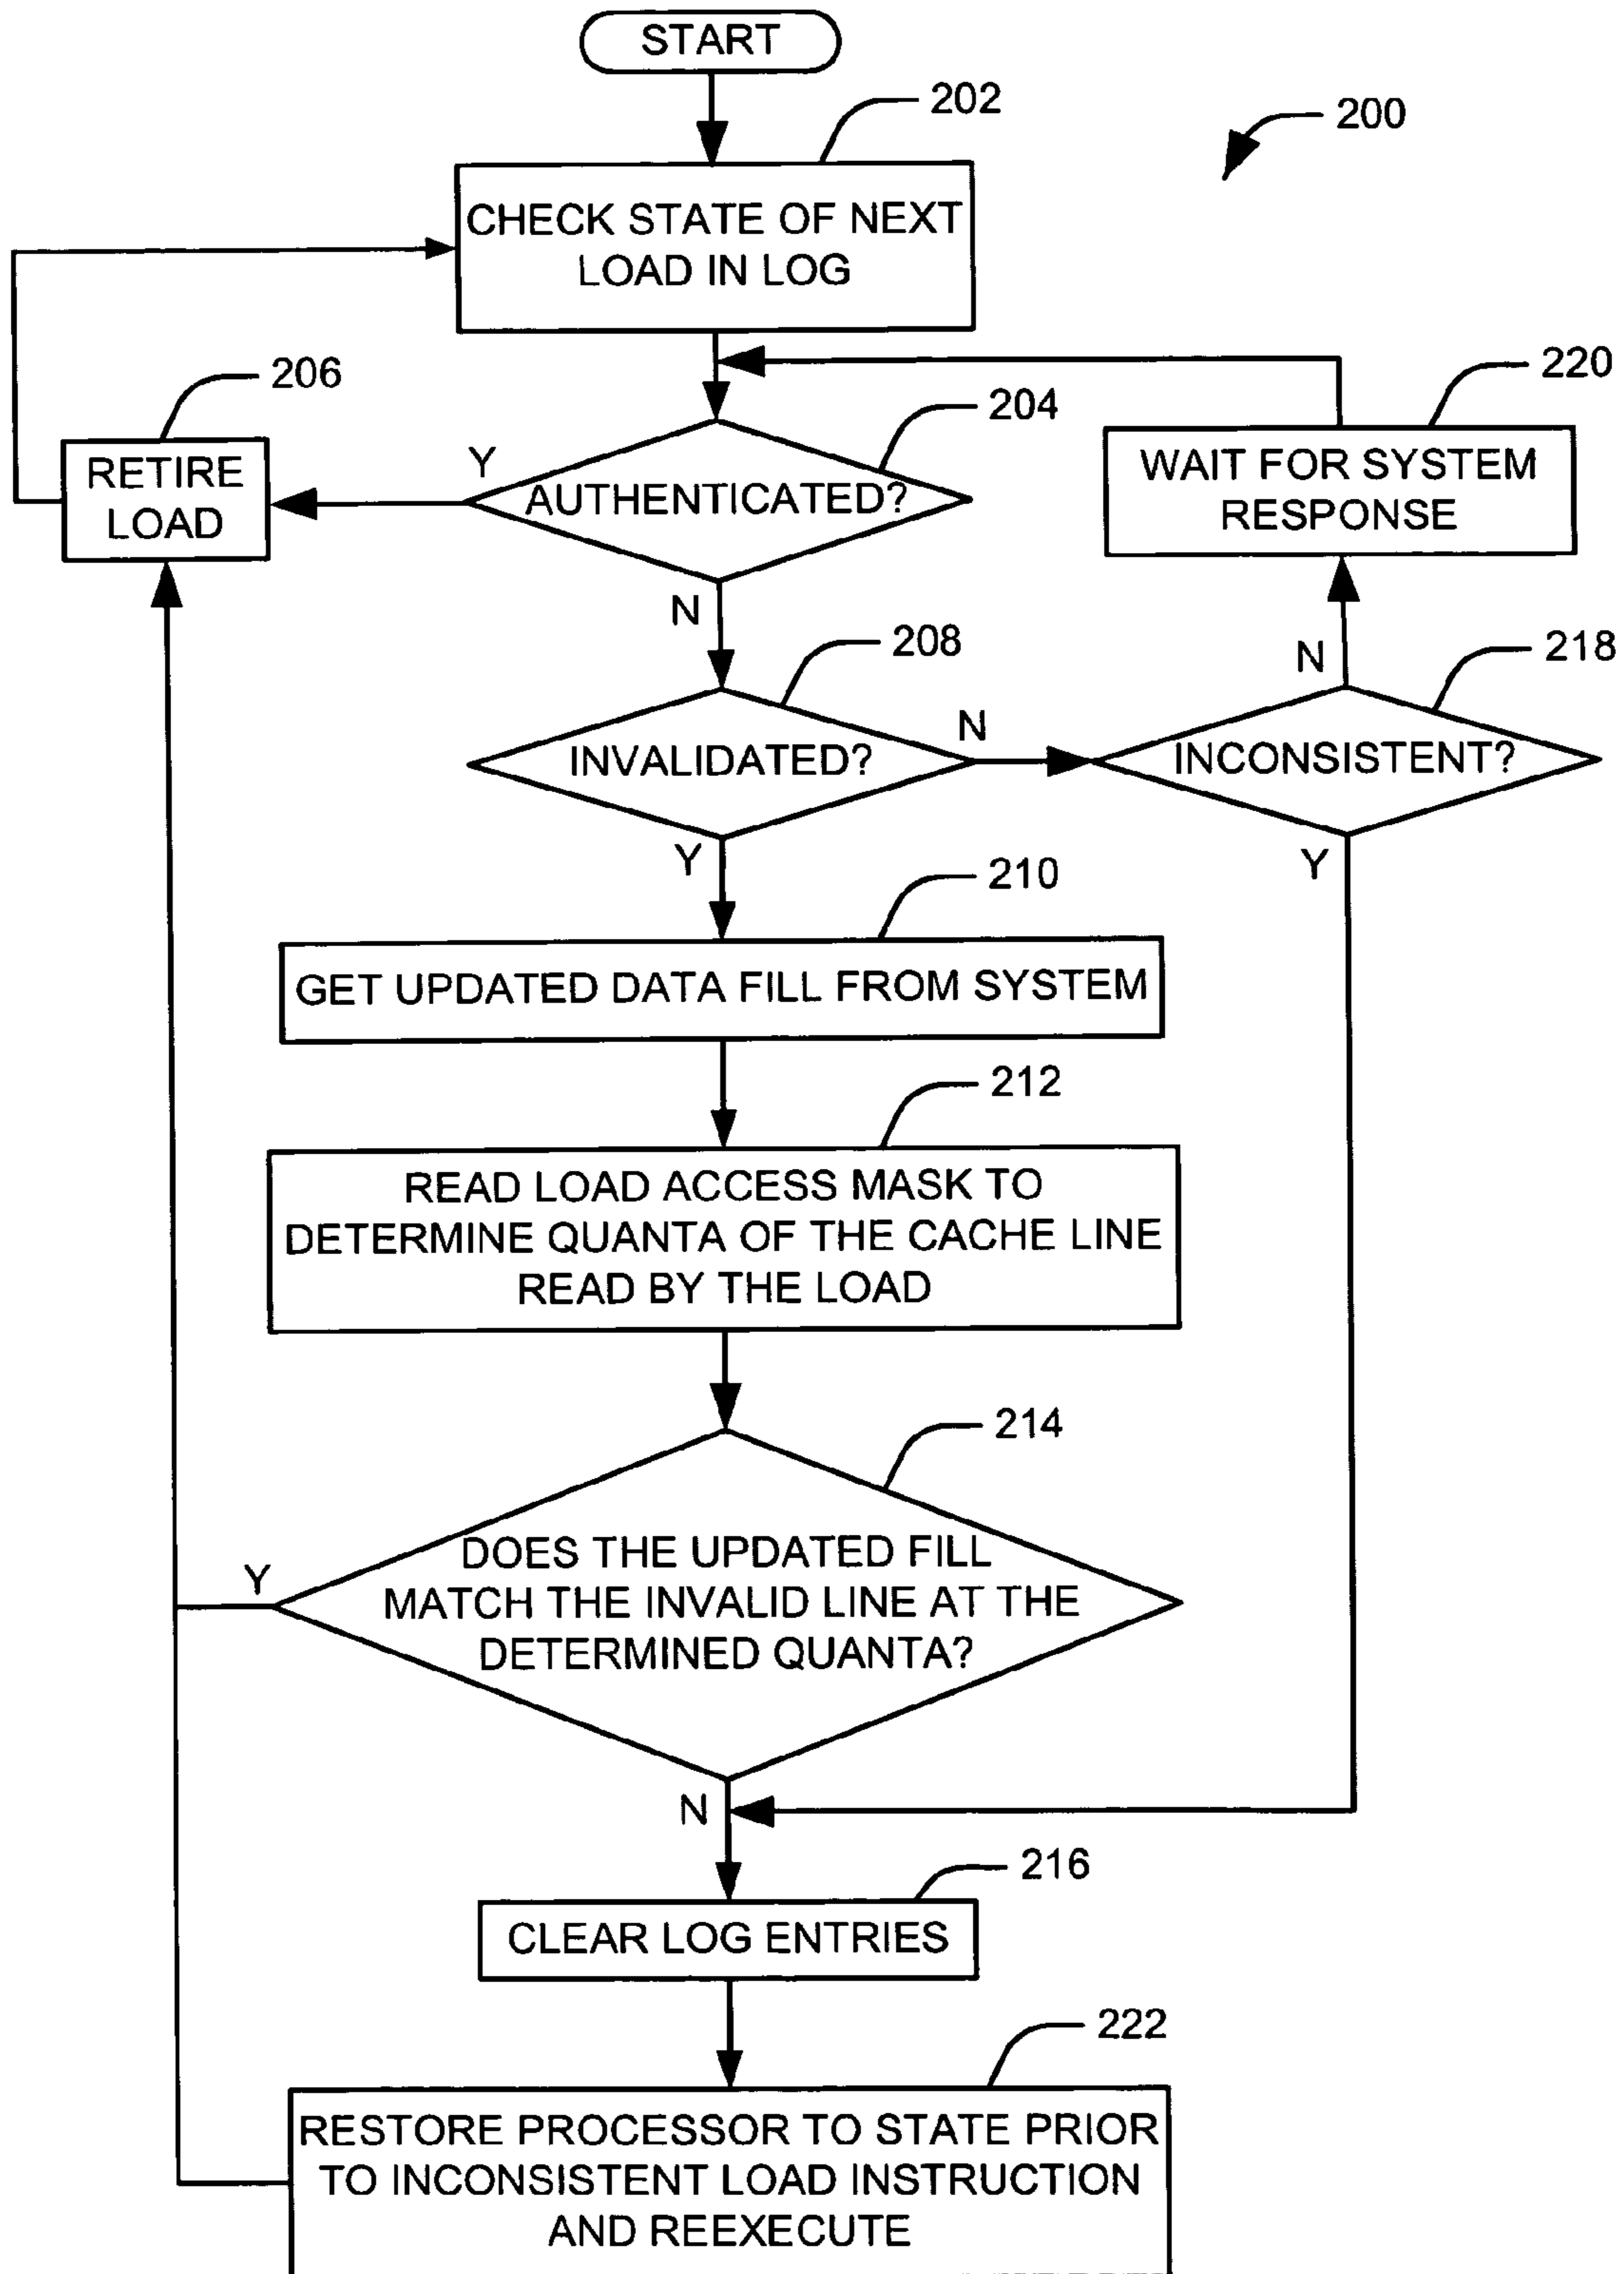 START
202
200
CHECK STATE OF NEXT
LOAD IN LOG
206
RETIRE
LOAD
204
Y
AUTHENTICATED?
N
220
WAIT FOR SYSTEM
RESPONSE
208
INVALIDATED?
N
Y
218
N
INCONSISTENT?
Y
210
GET UPDATED DATA FILL FROM SYSTEM
212
READ LOAD ACCESS MASK TO
DETERMINE QUANTA OF THE CACHE LINE
READ BY THE LOAD
214
Y
DOES THE UPDATED FILL
MATCH THE INVALID LINE AT THE
DETERMINED QUANTA?
N
216
CLEAR LOG ENTRIES
222
RESTORE PROCESSOR TO STATE PRIOR
TO INCONSISTENT LOAD INSTRUCTION
AND REEXECUTE